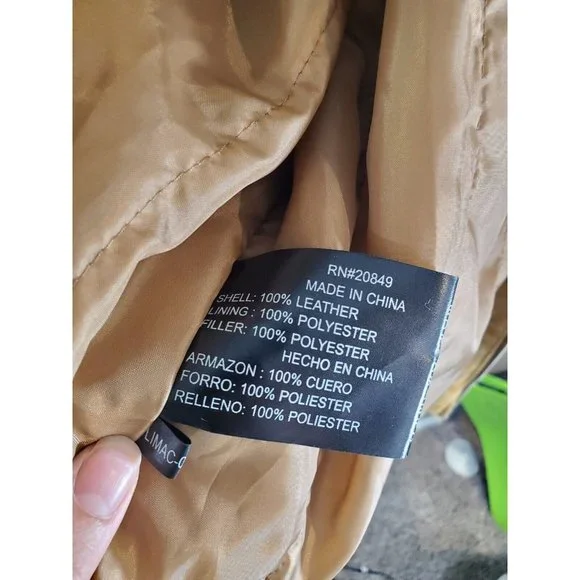 RN#20849
MADE IN CHINA
SHELL: 100% LEATHER
LINING : 100% POLYESTER
FILLER: 100% POLYESTER
HECHO EN CHINA
ARMAZON : 100% CUERO
FORRO: 100% POLIESTER
RELLENO: 100% POLIESTER